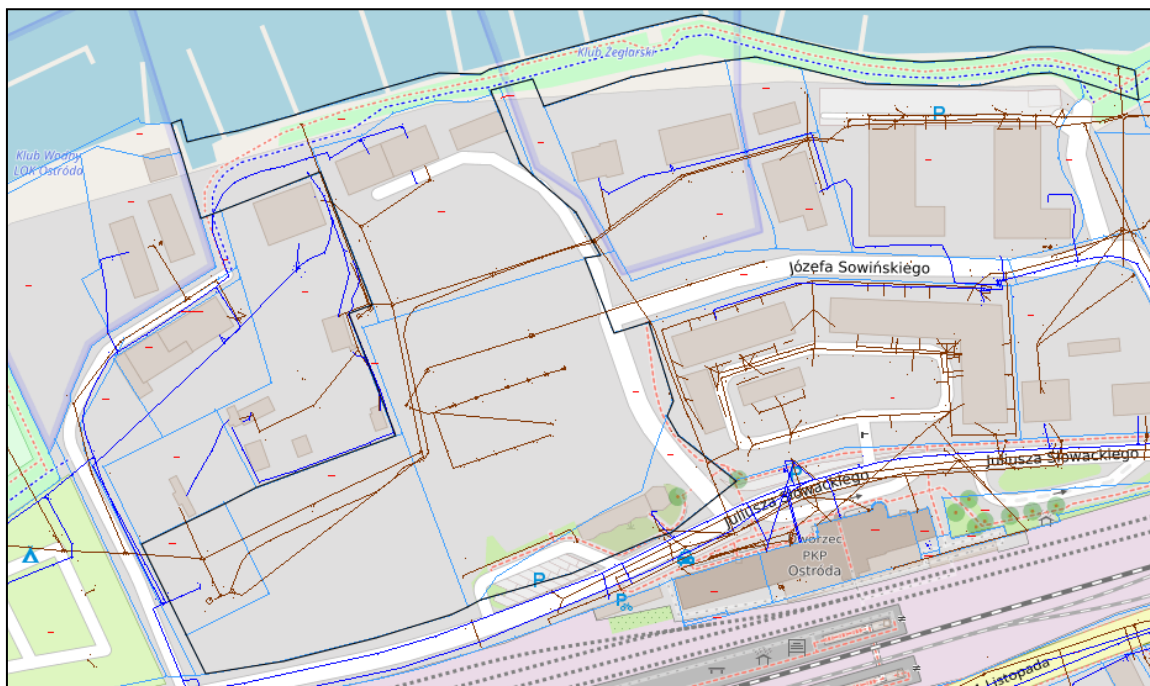 Klub Żeglarski
P
Klub Wodny
LOK Ostróda
Józefa Sowińskiego
Juliusza Słowackiego
P
Juliusza Słowackiego
Dworzec
PKP
Ostróda
P
P
Listopada